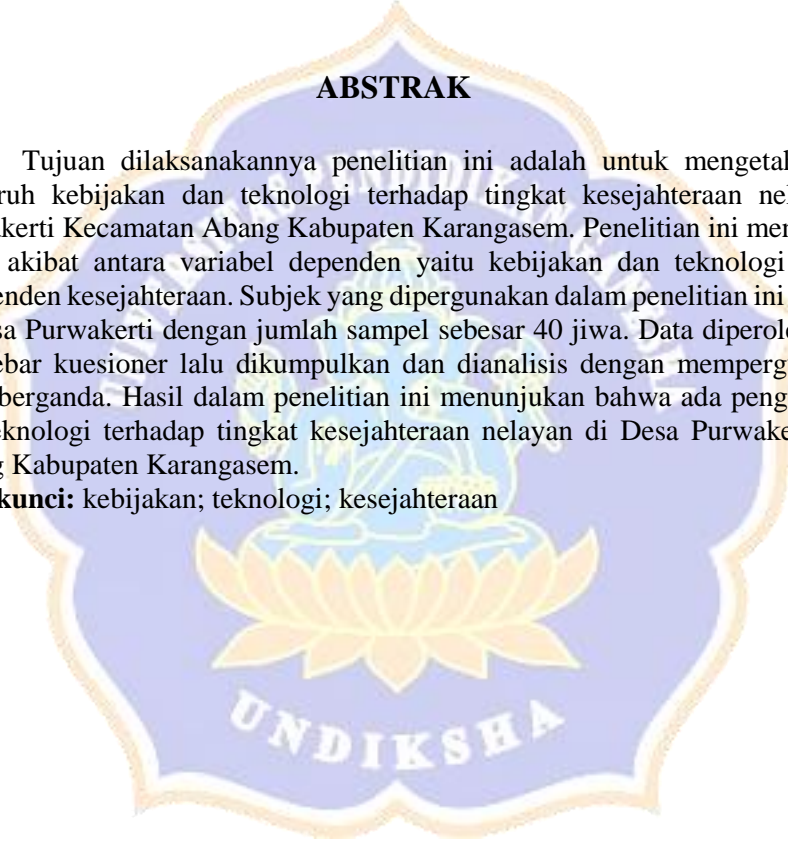 ABSTRAK
Tujuan dilaksanakannya penelitian ini adalah untuk mengetah
ruh kebijakan dan teknologi terhadap tingkat kesejahteraan nel
akerti Kecamatan Abang Kabupaten Karangasem. Penelitian ini men
akibat antara variabel dependen yaitu kebijakan dan teknologi
enden kesejahteraan. Subjek yang dipergunakan dalam penelitian ini
sa Purwakerti dengan jumlah sampel sebesar 40 jiwa. Data diperol
ebar kuesioner lalu dikumpulkan dan dianalisis dengan memperg
berganda. Hasil dalam penelitian ini menunjukan bahwa ada peng
eknologi terhadap tingkat kesejahteraan nelayan di Desa Purwake
g Kabupaten Karangasem.
kunci: kebijakan; teknologi; kesejahteraan
UNDIKSHA